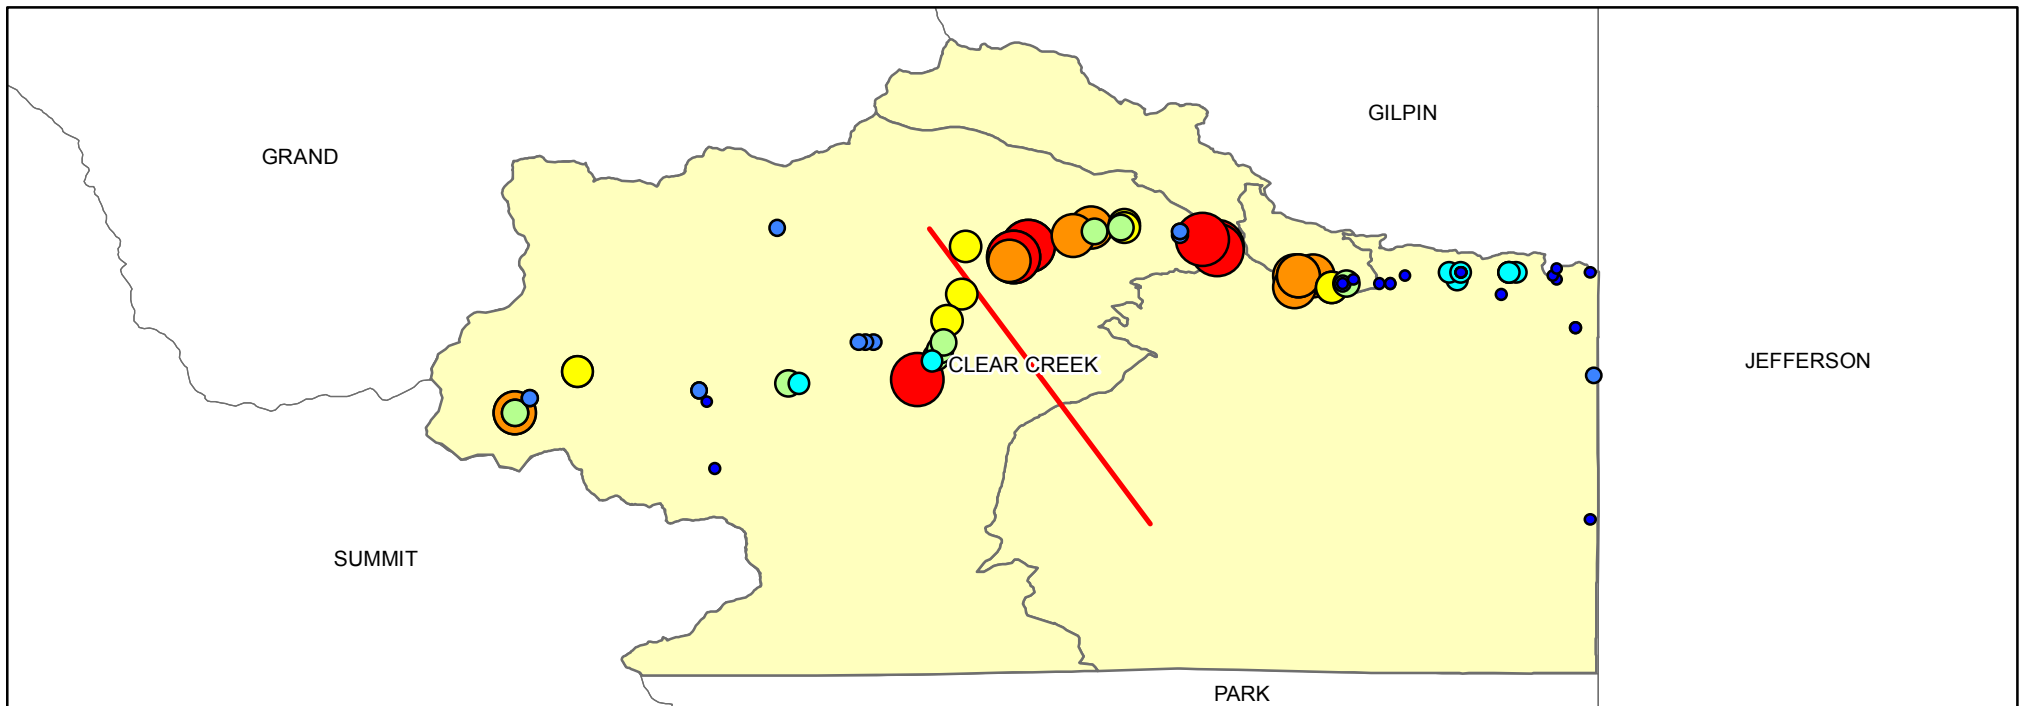 GILPIN
GRAND
CLEAR CREEK
JEFFERSON
SUMMIT
PARK